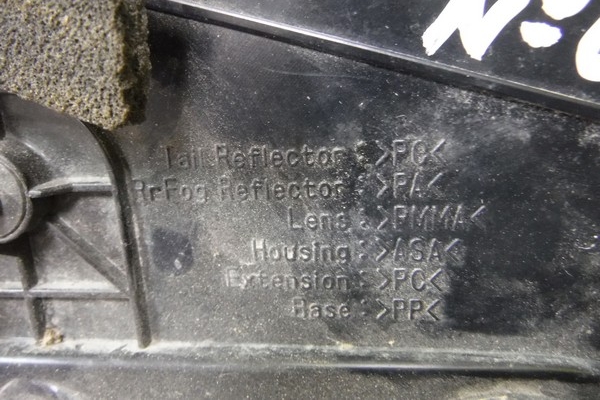 Tail Reflector : >PC<
RrFog Reflector : >PA<
Lens : >PMMA<
Housing : >ASA<
Extension : >PC<
Base : >PP<